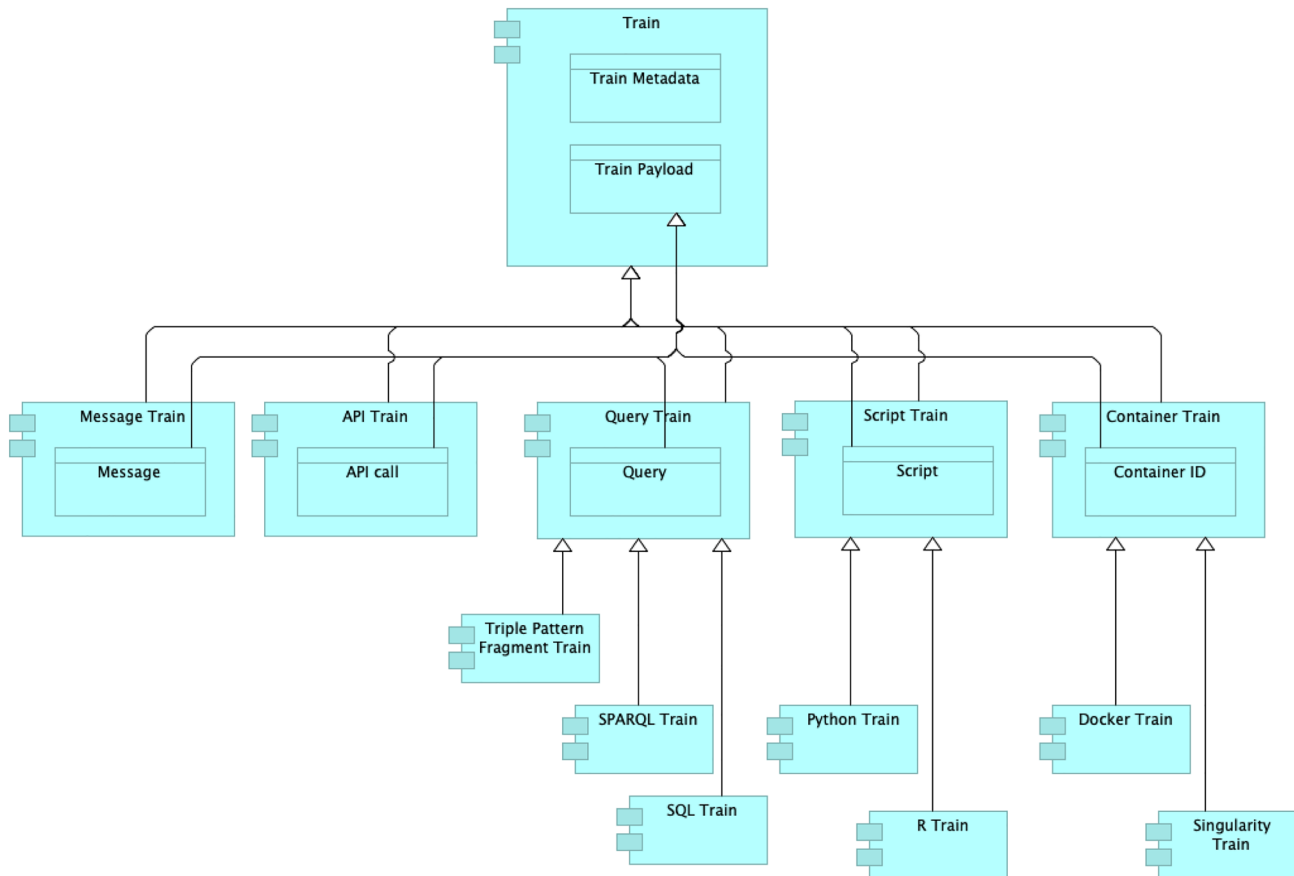 Train
Train Metadata
Train Payload
Message Train
API Train
Query Train
Script Train
Container Train
Message
API call
Query
Script
Container ID
Triple Pattern
Fragment Train
SPARQL Train
Python Train
Docker Train
SQL Train
R Train
Singularity
Train